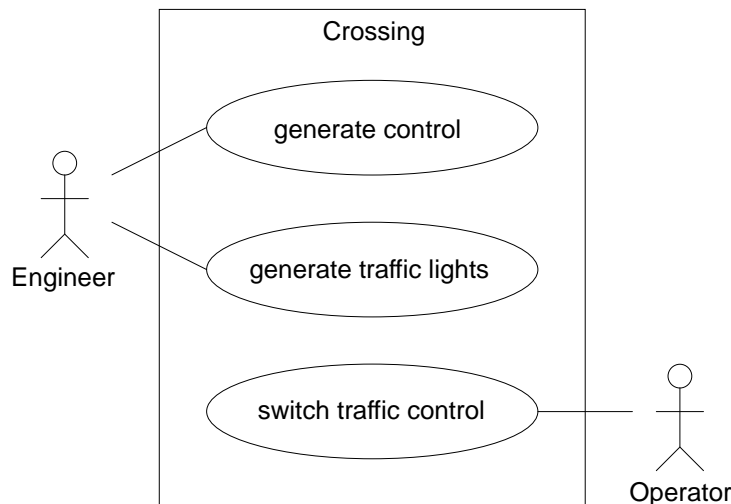 Crossing
generate control
generate traffic lights
Engineer
switch traffic control
Operator